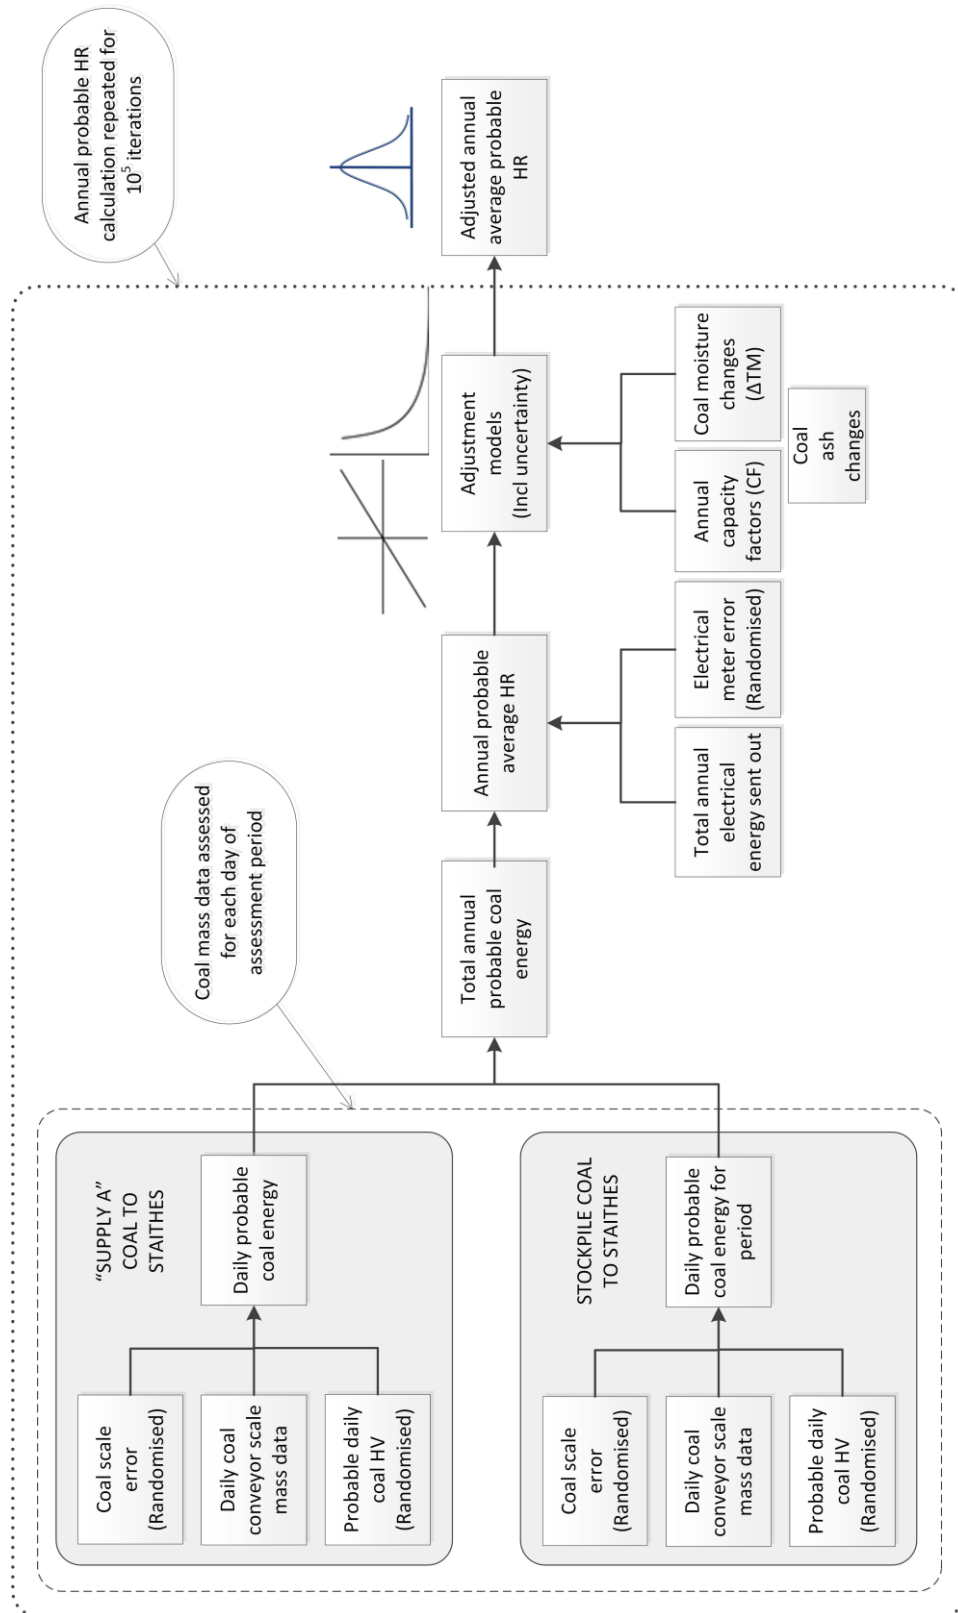 Annual probable HR
calculation repeated for
10⁵ iterations
Coal mass data assessed
for each day of
assessment period
“SUPPLY A”
COAL TO
STAITHES
Coal scale
error
(Randomised)
Daily coal
conveyor scale
mass data
Probable daily
coal HV
(Randomised)
Daily probable
coal energy
STOCKPILE COAL
TO STAITHES
Coal scale
error
(Randomised)
Daily coal
conveyor scale
mass data
Probable daily
coal HV
(Randomised)
Daily probable
coal energy for
period
Total annual
probable coal
energy
Annual probable
average HR
Total annual
electrical
energy sent out
Electrical
meter error
(Randomised)
Adjustment
models
(Incl uncertainty)
Annual
capacity
factors (CF)
Coal moisture
changes
(ΔTM)
Coal
ash
changes
Adjusted annual
average probable
HR